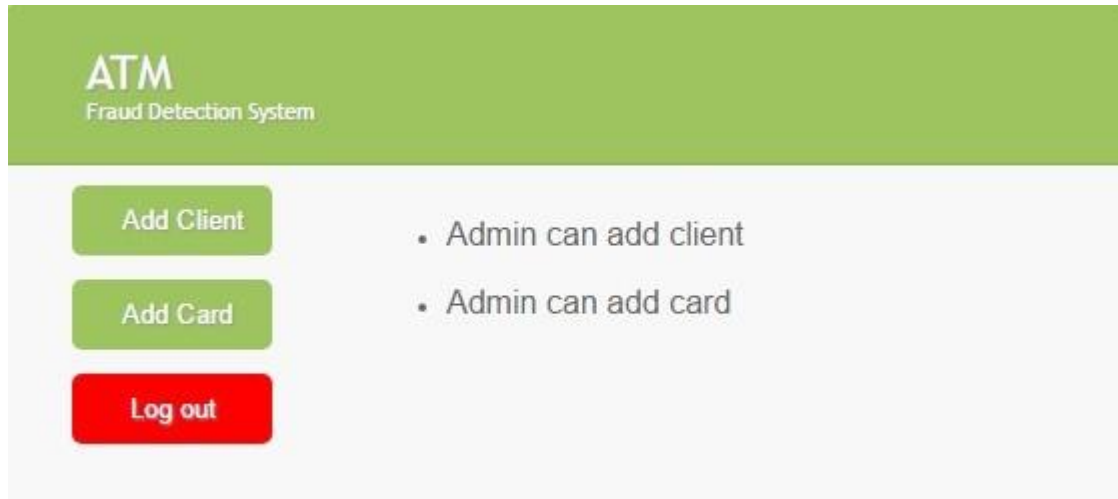 ATM
Fraud Detection System
Add Client
Add Card
Log out
• Admin can add client
• Admin can add card